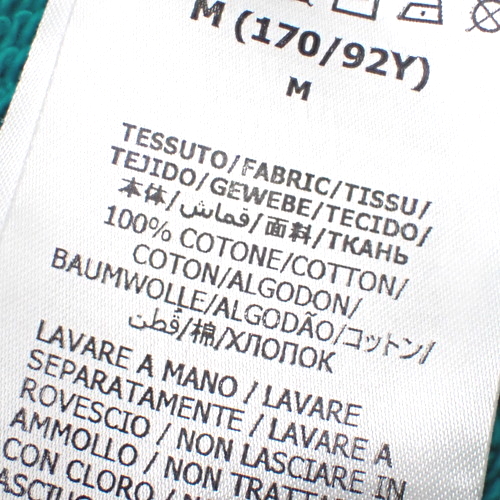 M (170/92Y)
M
TESSUTO/FABRIC/TISSU/
TEJIDO/GEWEBE/TECIDO/
本体/قماش/面料/ТКАНЬ
100% COTONE/COTTON/
COTON/ALGODON/
BAUMWOLLE/ALGODÃO/コットン/
قطن/棉/ХЛОПОК
LAVARE A MANO / LAVARE
SEPARATAMENTE / LAVARE A
ROVESCIO / NON LASCIARE IN
AMMOLLO / NON
CON CLORO / NON